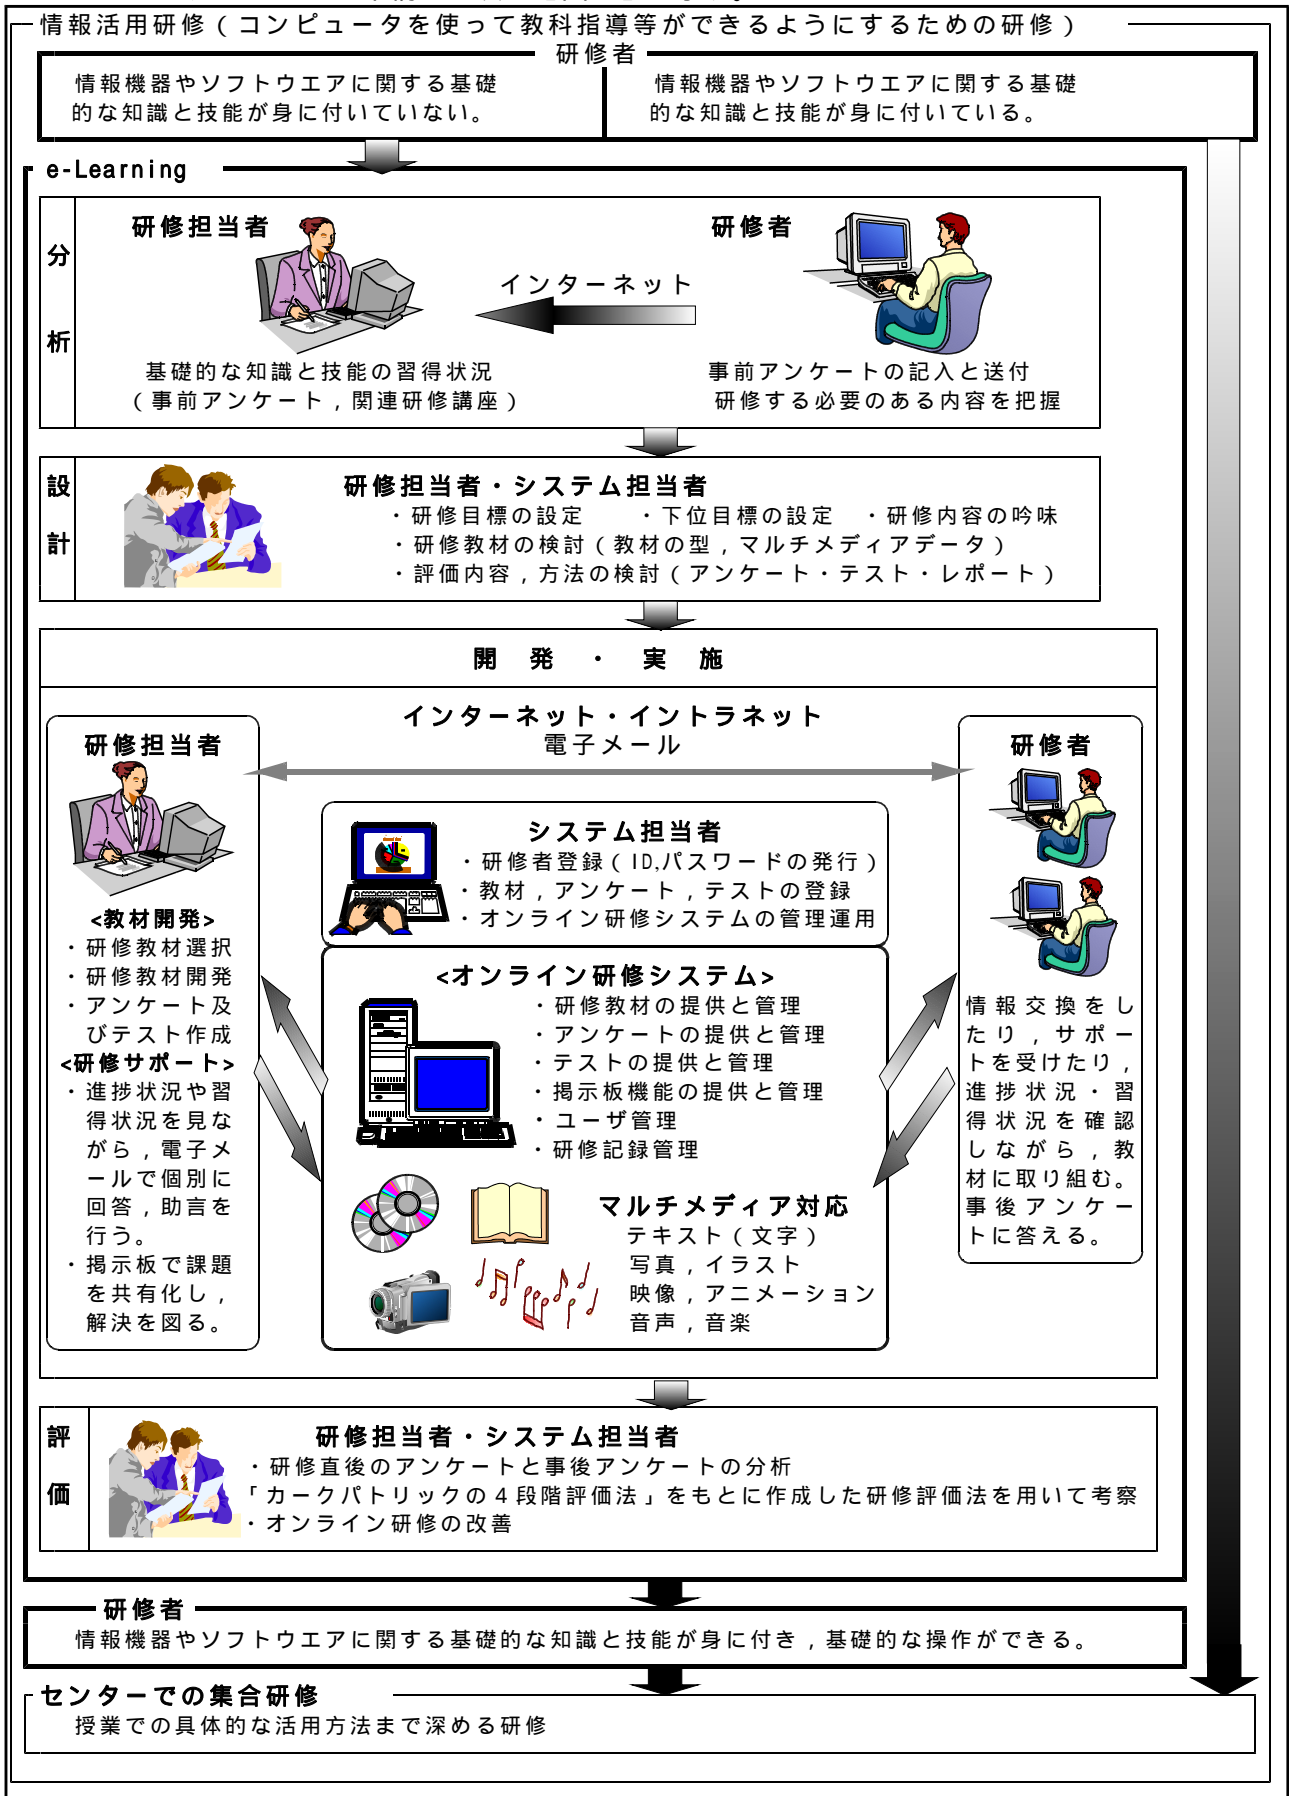 情報活用研修（コンピュータを使って教科指導等ができるようにするための研修）
研修者
情報機器やソフトウエアに関する基礎
的な知識と技能が身に付いていない。
情報機器やソフトウエアに関する基礎
的な知識と技能が身に付いている。
e-Learning
分析
研修担当者
研修者
インターネット
基礎的な知識と技能の習得状況
（事前アンケート，関連研修講座）
事前アンケートの記入と送付
研修する必要のある内容を把握
設計
研修担当者・システム担当者
・研修目標の設定　・下位目標の設定　・研修内容の吟味
・研修教材の検討（教材の型，マルチメディアデータ）
・評価内容，方法の検討（アンケート・テスト・レポート）
開発・実施
インターネット・イントラネット
電子メール
研修担当者
<教材開発>
・研修教材選択
・研修教材開発
・アンケート及
びテスト作成
<研修サポート>
・進捗状況や習
得状況を見な
がら，電子メ
ールで個別に
回答，助言を
行う。
・掲示板で課題
を共有化し，
解決を図る。
システム担当者
・研修者登録（ID,パスワードの発行）
・教材，アンケート，テストの登録
・オンライン研修システムの管理運用
<オンライン研修システム>
・研修教材の提供と管理
・アンケートの提供と管理
・テストの提供と管理
・掲示板機能の提供と管理
・ユーザ管理
・研修記録管理
マルチメディア対応
テキスト（文字）
写真，イラスト
映像，アニメーション
音声，音楽
研修者
情報交換をし
たり，サポー
トを受けたり，
進捗状況・習
得状況を確認
しながら，教
材に取り組む。
事後アンケー
トに答える。
評価
研修担当者・システム担当者
・研修直後のアンケートと事後アンケートの分析
「カークパトリックの４段階評価法」をもとに作成した研修評価法を用いて考察
・オンライン研修の改善
研修者
情報機器やソフトウエアに関する基礎的な知識と技能が身に付き，基礎的な操作ができる。
センターでの集合研修
授業での具体的な活用方法まで深める研修